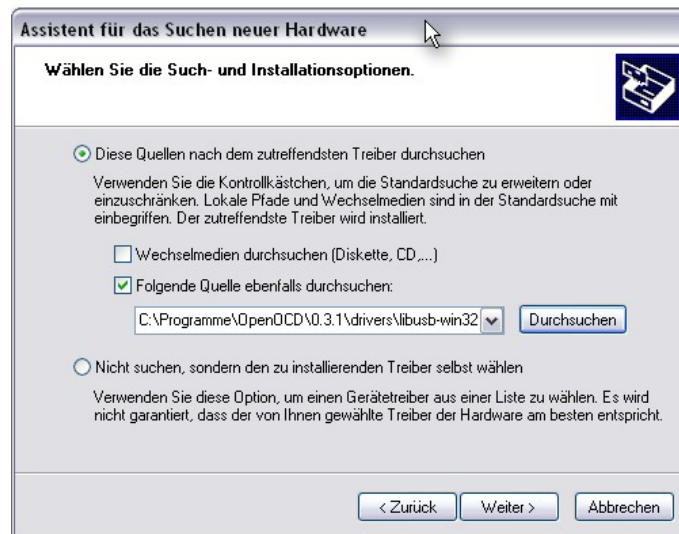 Assistent für das Suchen neuer Hardware
Wählen Sie die Such- und Installationsoptionen.
Diese Quellen nach dem zutreffendsten Treiber durchsuchen
Verwenden Sie die Kontrollkästchen, um die Standardsuche zu erweitern oder
einzuschränken. Lokale Pfade und Wechselmedien sind in der Standardsuche mit
einbegriffen. Der zutreffendste Treiber wird installiert.
Wechselmedien durchsuchen (Diskette, CD,...)
Folgende Quelle ebenfalls durchsuchen:
C:\Programme\OpenOCD\0.3.1\drivers\libusb-win32
Durchsuchen
Nicht suchen, sondern den zu installierenden Treiber selbst wählen
Verwenden Sie diese Option, um einen Gerätetreiber aus einer Liste zu wählen. Es wird
nicht garantiert, dass der von Ihnen gewählte Treiber der Hardware am besten entspricht.
< Zurück Weiter > Abbrechen